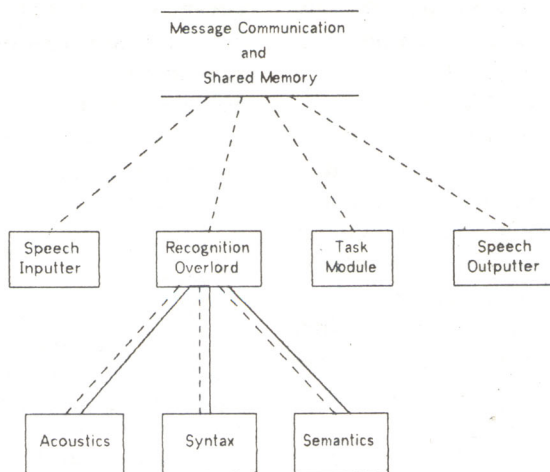 Message Communication
and
Shared Memory
Speech
Inputter
Recognition
Overlord
Task
Module
Speech
Outputter
Acoustics
Syntax
Semantics